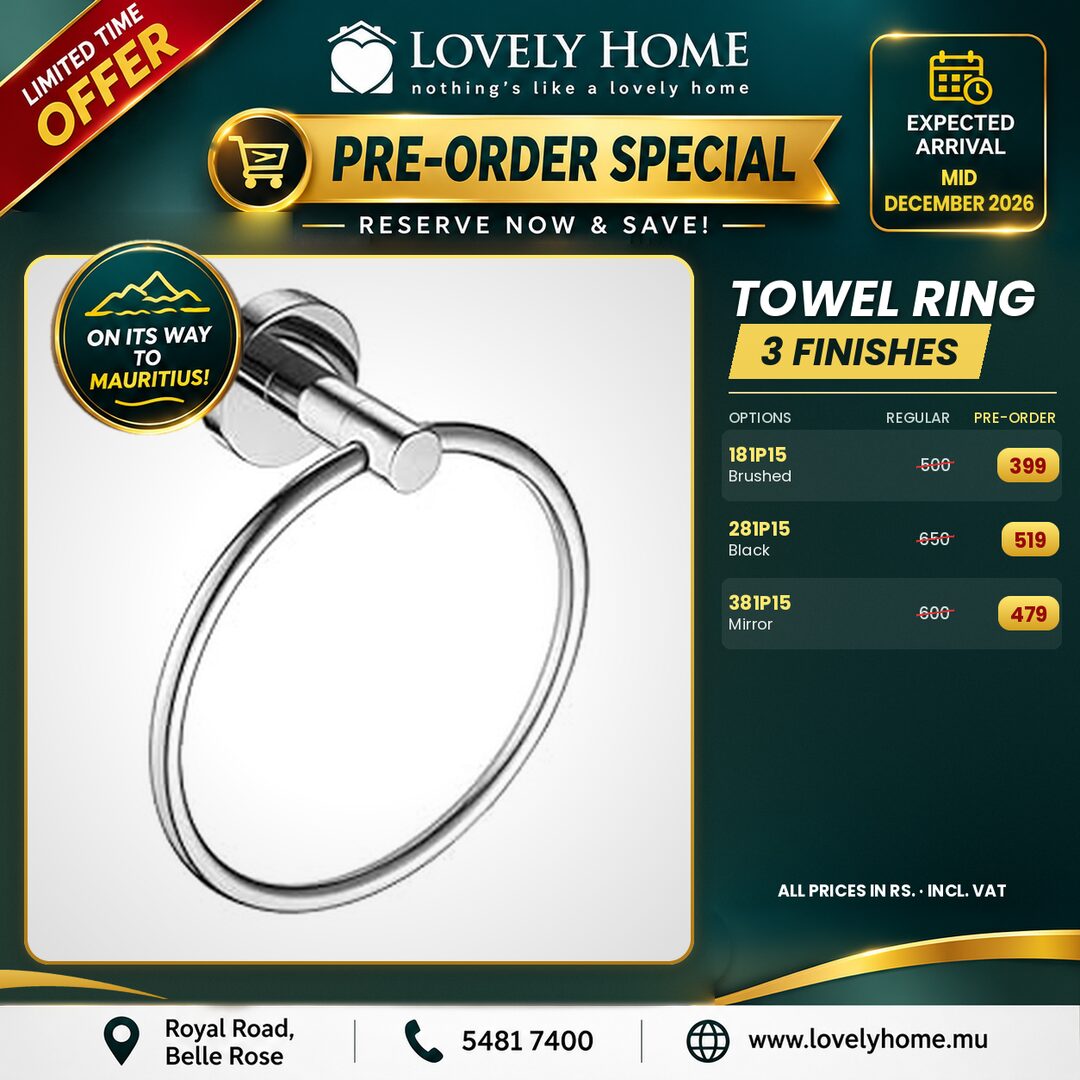 LIMITED TIME
OFFER
LOVELY HOME
nothing's like a lovely home
PRE-ORDER SPECIAL
RESERVE NOW & SAVE!
EXPECTED
ARRIVAL
MID
DECEMBER 2026
ON ITS WAY
TO
MAURITIUS!
TOWEL RING
3 FINISHES
OPTIONS REGULAR PRE-ORDER
181P15
Brushed
500 399
281P15
Black
650 519
381P15
Mirror
600 479
ALL PRICES IN RS. · INCL. VAT
Royal Road,
Belle Rose
5481 7400
www.lovelyhome.mu